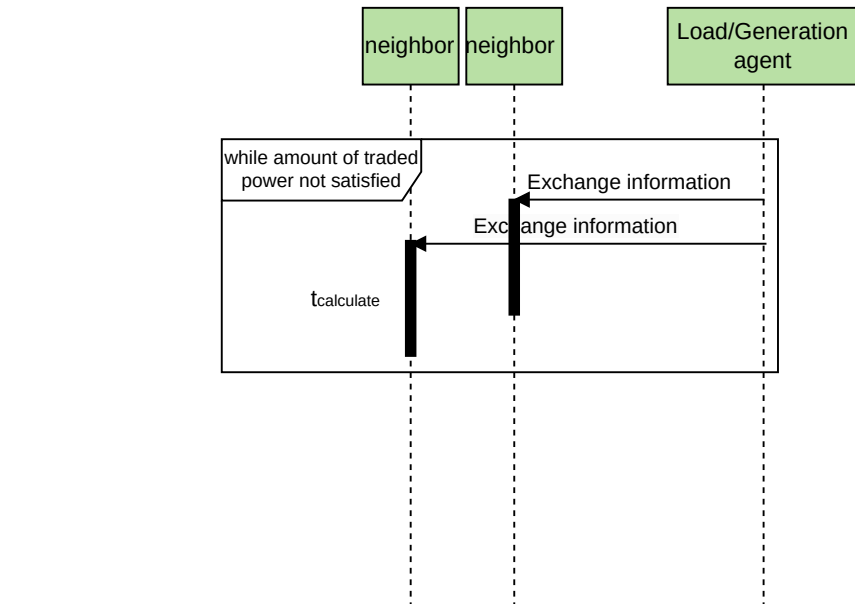 neighbor
neighbor
Load/Generation
agent
while amount of traded
power not satisfied
Exchange information
Exchange information
tcalculate